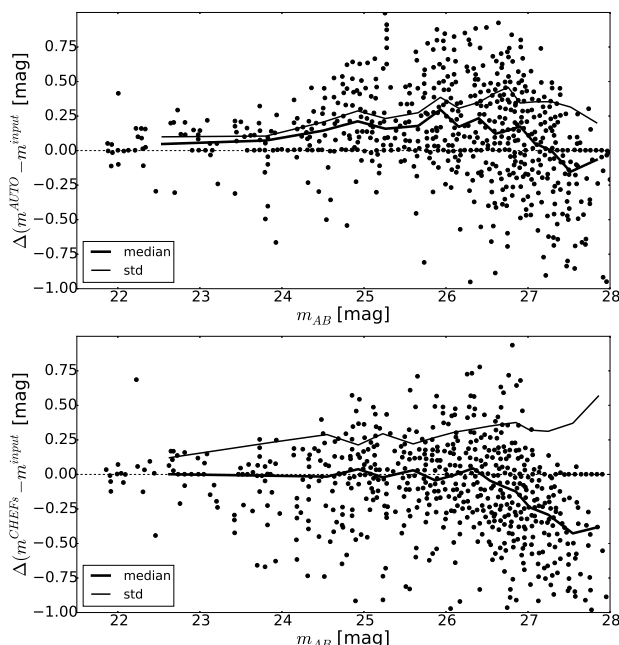 0.75
0.50
0.25
0.00
−0.25
−0.50
−0.75
−1.00
Δ(m^AUTO − m^input [mag]
median
std
22 23 24 25 26 27 28
m_AB [mag]
0.75
0.50
0.25
0.00
−0.25
−0.50
−0.75
−1.00
Δ(m^CHEFs − m^input [mag]
median
std
22 23 24 25 26 27 28
m_AB [mag]